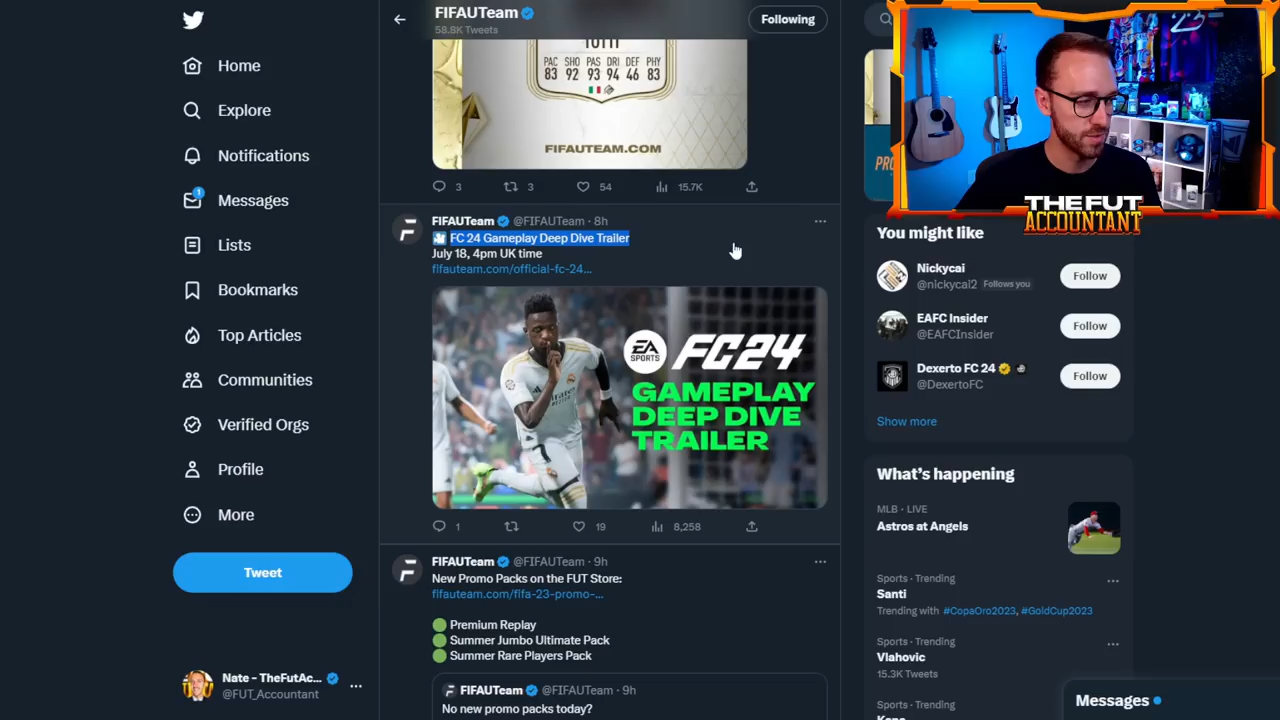 FIFAUTeam
58.8K Tweets
Following
Home
Explore
Notifications
1
Messages
Lists
Bookmarks
Top Articles
Communities
Verified Orgs
Profile
More
Tweet
Nate - TheFutAc...
@FUT_Accountant
TOTTI
PAC SHO PAS DRI DEF PHY
83 92 93 94 46 83
FIFAUTEAM.COM
3 3 54 15.7K
FIFAUTeam @FIFAUTeam · 8h
FC 24 Gameplay Deep Dive Trailer
July 18, 4pm UK time
fifauteam.com/official-fc-24...
EA SPORTS FC24
GAMEPLAY
DEEP DIVE
TRAILER
1 19 8,258
FIFAUTeam @FIFAUTeam · 9h
New Promo Packs on the FUT Store:
fifauteam.com/fifa-23-promo-...
Premium Replay
Summer Jumbo Ultimate Pack
Summer Rare Players Pack
FIFAUTeam @FIFAUTeam · 9h
No new promo packs today?
THE FUT
ACCOUNTANT
You might like
Nickycai
@nickycai2 Follows you
Follow
EAFC Insider
@EAFCInsider
Follow
Dexerto FC 24
@DexertoFC
Follow
Show more
What's happening
MLB · LIVE
Astros at Angels
Sports · Trending
Santi
Trending with #CopaOro2023, #GoldCup2023
Sports · Trending
Vlahovic
15.3K Tweets
Sports · Trending
Messages